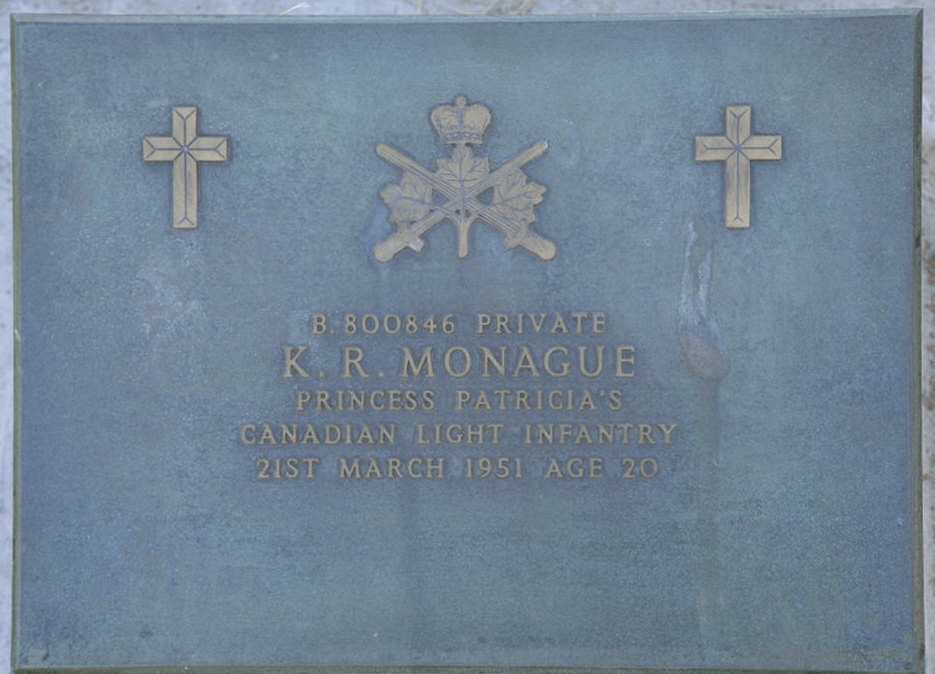 B. 800846 PRIVATE
K. R. MONAGUE
PRINCESS PATRICIA'S
CANADIAN LIGHT INFANTRY
21ST MARCH 1951 AGE 20